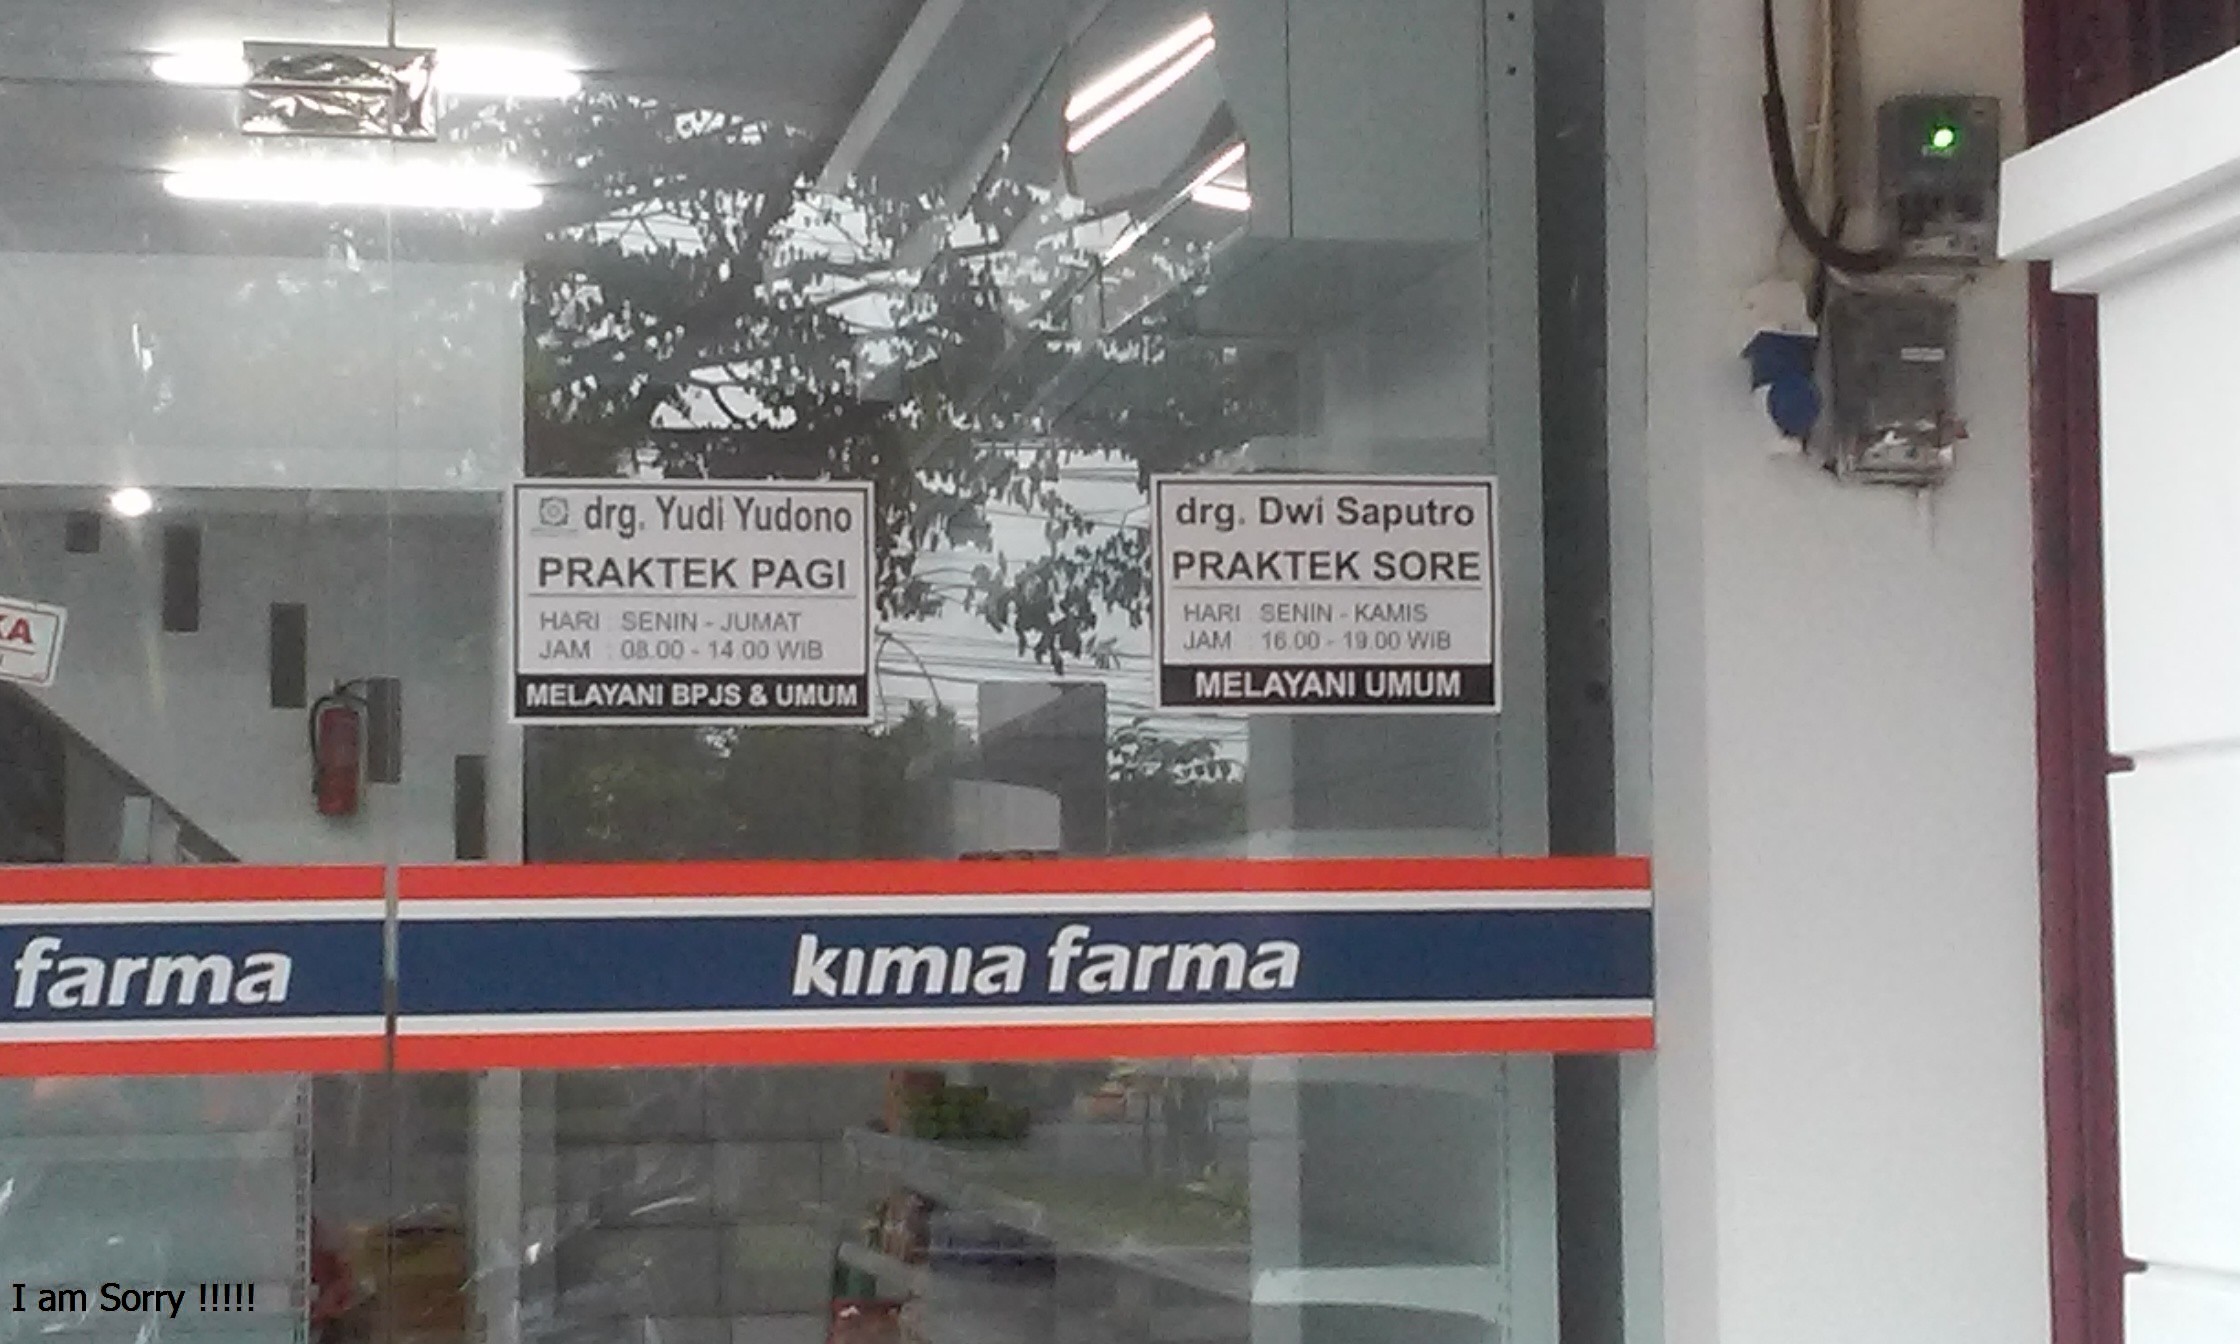 drg. Yudi Yudono
PRAKTEK PAGI
HARI : SENIN - JUMAT
JAM : 08.00 - 14.00 WIB
MELAYANI BPJS & UMUM
drg. Dwi Saputro
PRAKTEK SORE
HARI : SENIN - KAMIS
JAM : 16.00 - 19.00 WIB
MELAYANI UMUM
KA
farma
kimia farma
I am Sorry !!!!!